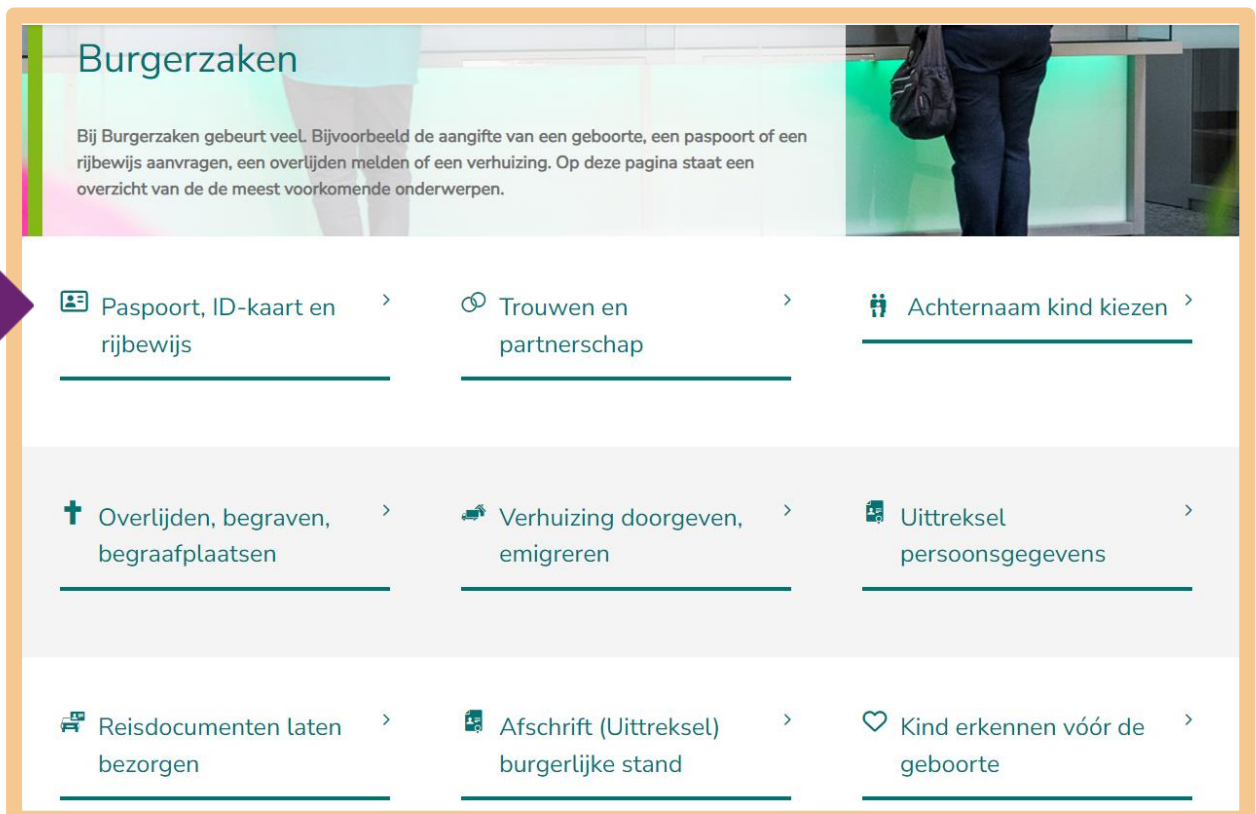 Burgerzaken
Bij Burgerzaken gebeurt veel. Bijvoorbeeld de aangifte van een geboorte, een paspoort of een
rijbewijs aanvragen, een overlijden melden of een verhuizing. Op deze pagina staat een
overzicht van de de meest voorkomende onderwerpen.
Paspoort, ID-kaart en
rijbewijs
Trouwen en
partnerschap
Achternaam kind kiezen
Overlijden, begraven,
begraafplaatsen
Verhuizing doorgeven,
emigreren
Uittreksel
persoonsgegevens
Reisdocumenten laten
bezorgen
Afschrift (Uittreksel)
burgerlijke stand
Kind erkennen vóór de
geboorte